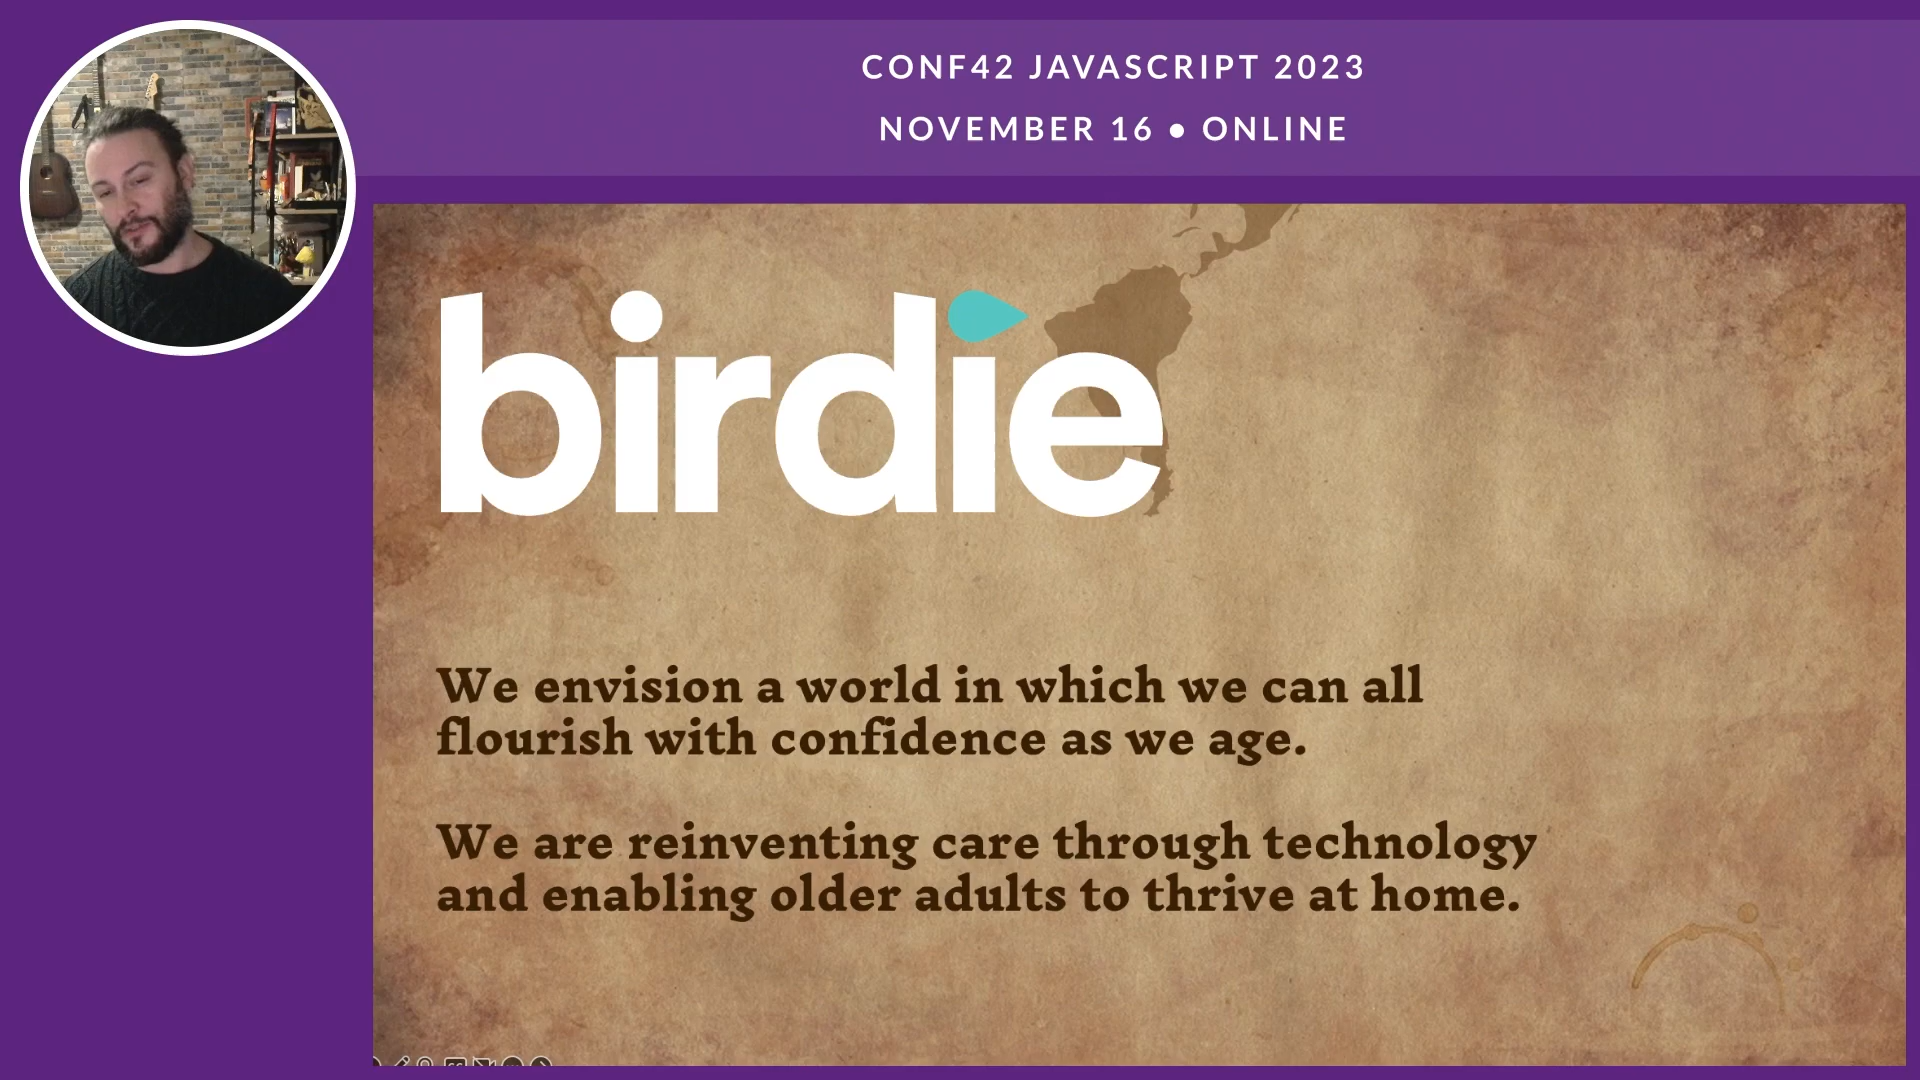 CONF42 JAVASCRIPT 2023
NOVEMBER 16 • ONLINE
birdie
We envision a world in which we can all
flourish with confidence as we age.
We are reinventing care through technology
and enabling older adults to thrive at home.